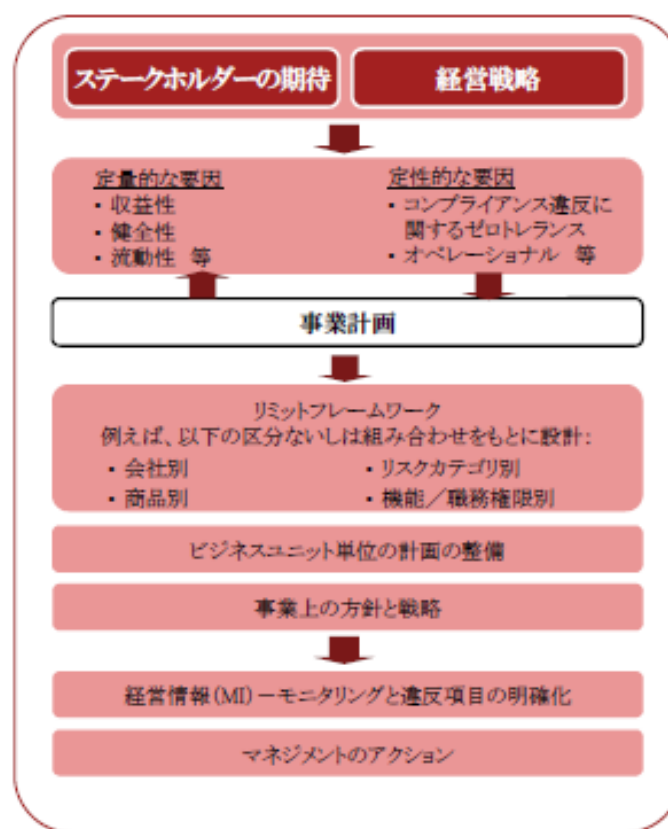 ステークホルダーの期待
経営戦略
定量的な要因
・収益性
・健全性
・流動性 等
定性的な要因
・コンプライアンス違反に
関するゼロトレランス
・オペレーショナル 等
事業計画
リミットフレームワーク
例えば、以下の区分ないしは組み合わせをもとに設計:
・会社別
・リスクカテゴリ別
・商品別
・機能／職務権限別
ビジネスユニット単位の計画の整備
事業上の方針と戦略
経営情報(MI)－モニタリングと違反項目の明確化
マネジメントのアクション